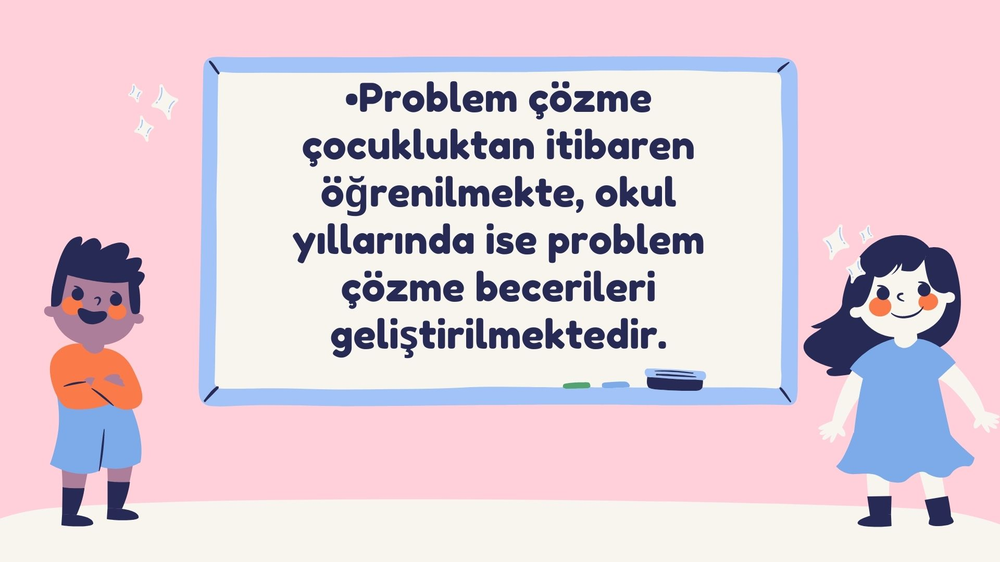 •Problem çözme
çocukluktan itibaren
öğrenilmekte, okul
yıllarında ise problem
çözme becerileri
geliştirilmektedir.